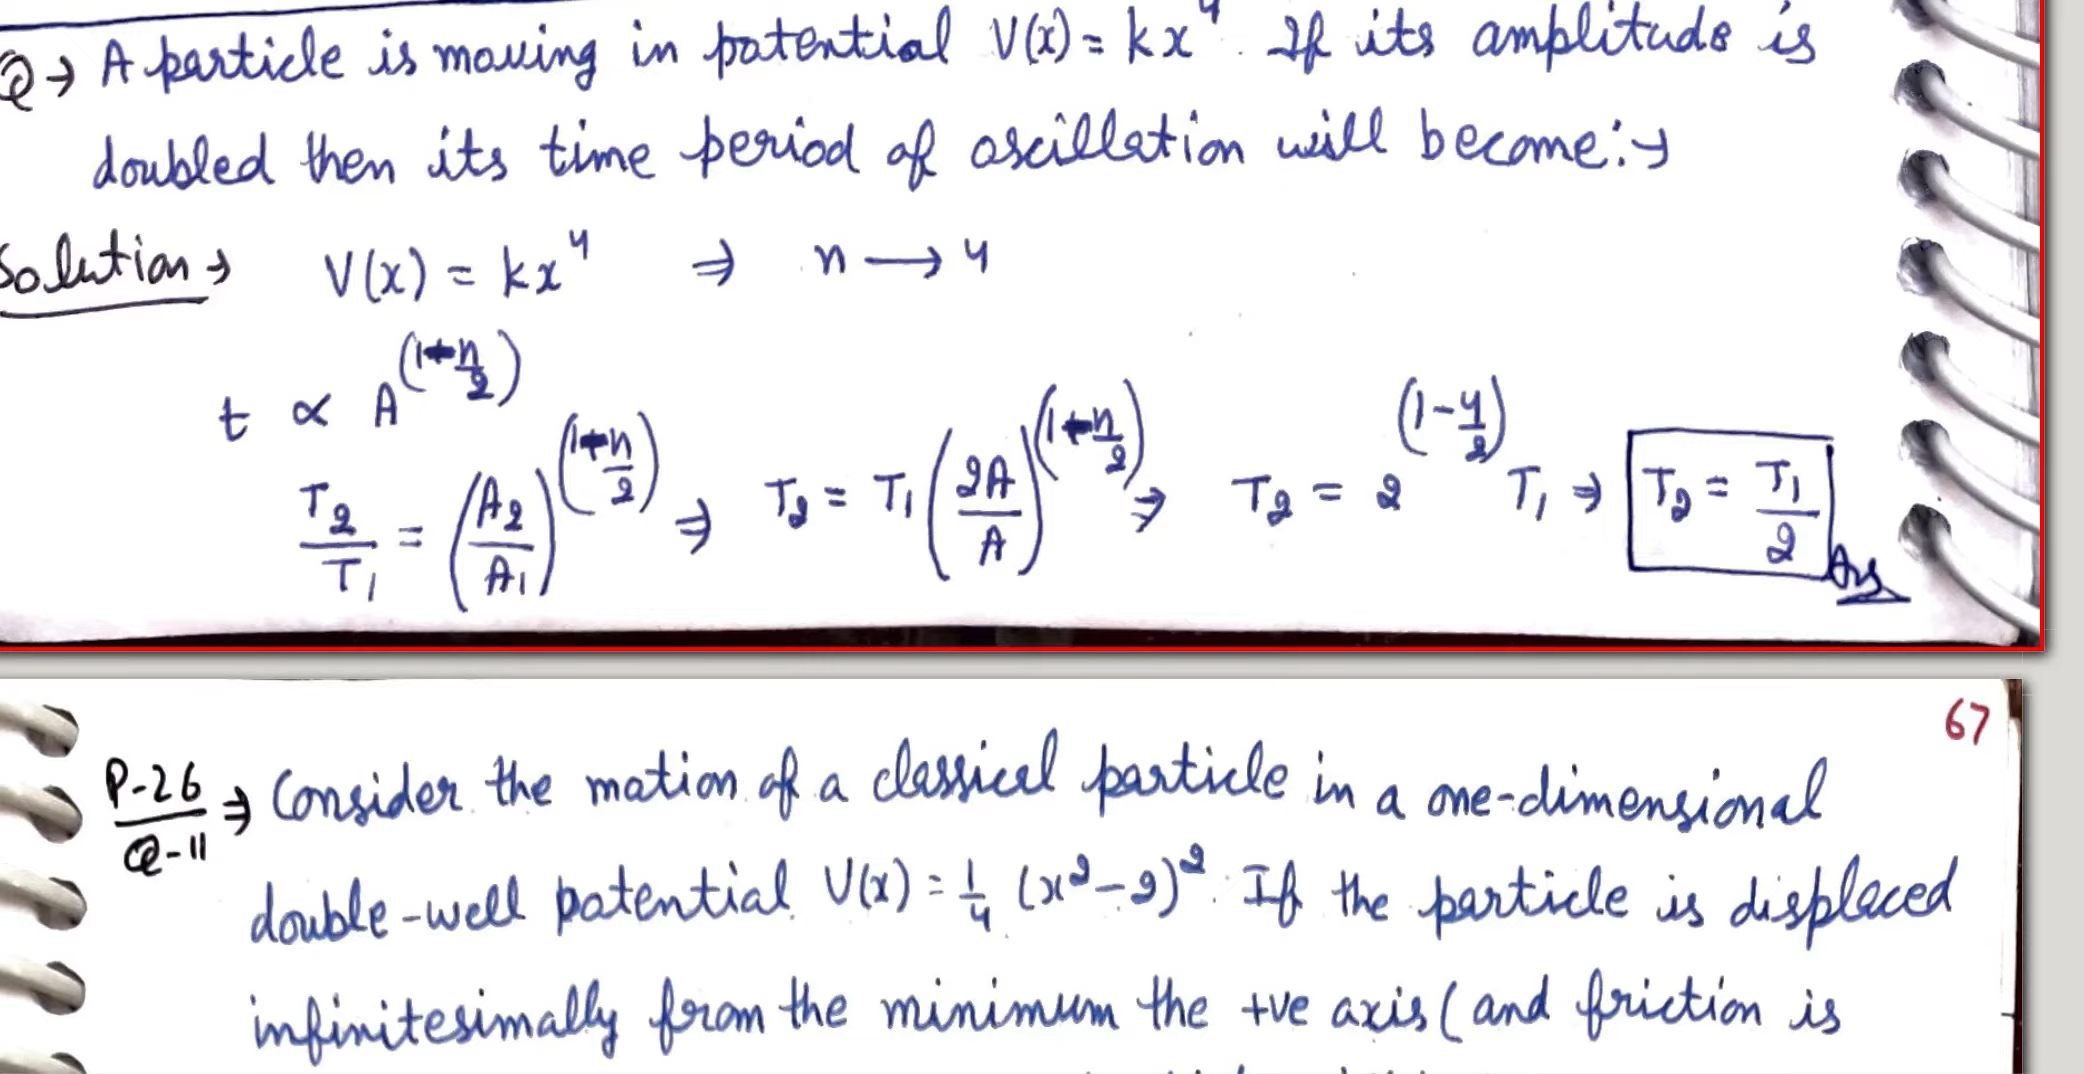 Q→ A particle is moving in potential V(x) = kx⁴. If its amplitude is
doubled then its time period of oscillation will become:→
Solution→ V(x) = kx⁴ ⇒ n → 4
t ∝ A^(1-n/2)
T₂/T₁ = (A₂/A₁)^(1-n/2) ⇒ T₂ = T₁ (2A/A)^(1-n/2) ⇒ T₂ = 2^(1-4/2) T₁ ⇒ T₂ = T₁/2 Ans
67
P-26/Q-11 ⇒ Consider the motion of a classical particle in a one-dimensional
double-well potential V(x) = 1/4 (x²-2)². If the particle is displaced
infinitesimally from the minimum the +ve axis (and friction is